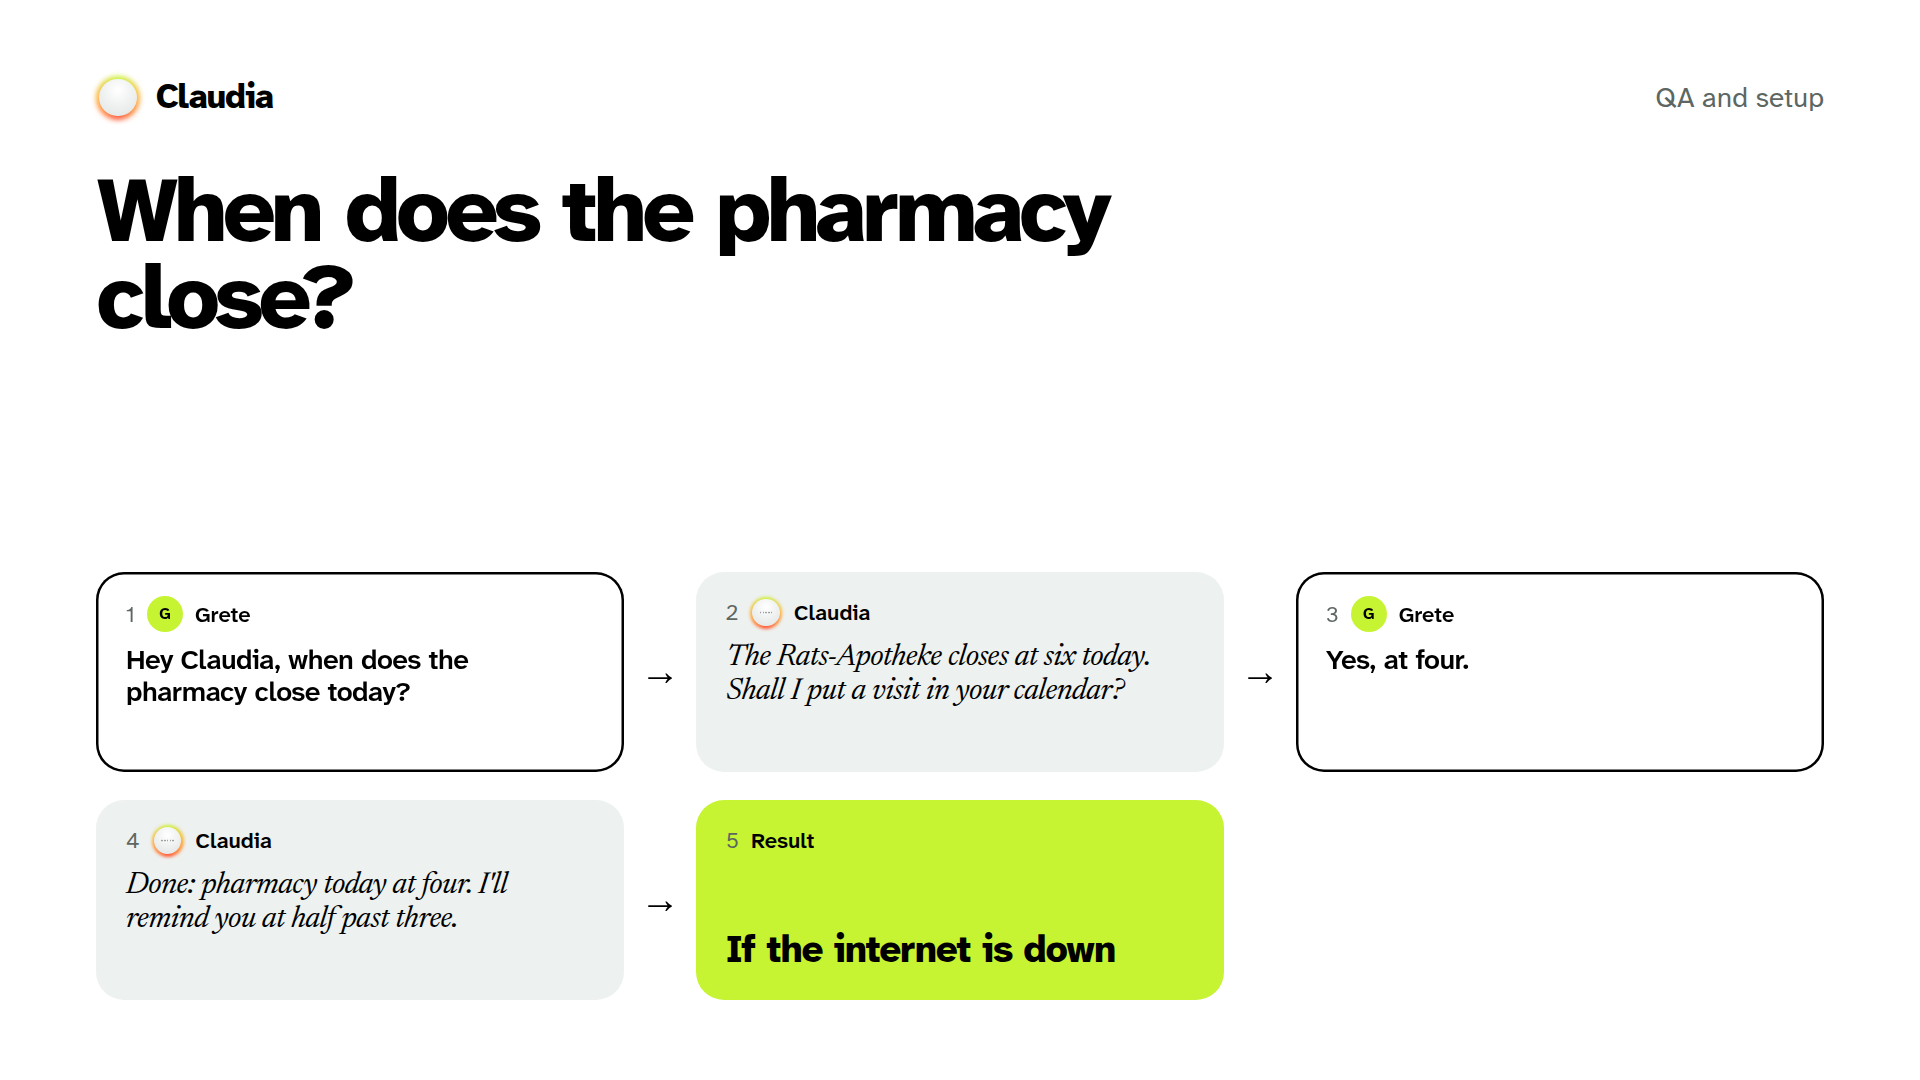 Claudia
QA and setup
When does the pharmacy
close?
1 G Grete
Hey Claudia, when does the
pharmacy close today?
→
2 Claudia
The Rats-Apotheke closes at six today.
Shall I put a visit in your calendar?
→
3 G Grete
Yes, at four.
4 Claudia
Done: pharmacy today at four. I'll
remind you at half past three.
→
5 Result
If the internet is down